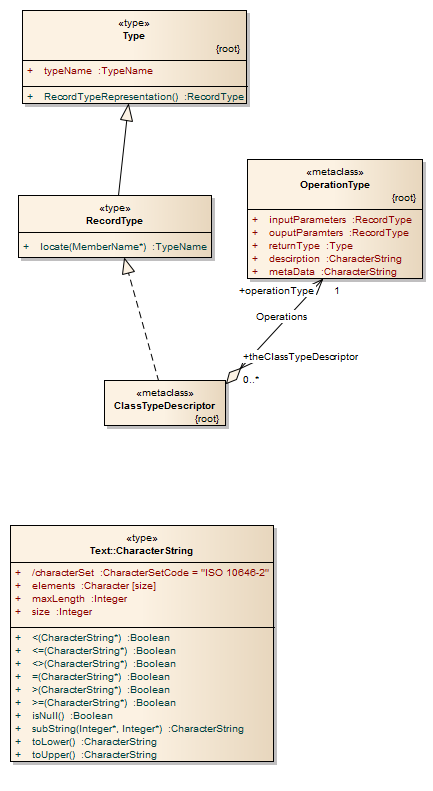 «type»
Type
{root}
+ typeName :TypeName
+ RecordTypeRepresentation() :RecordType
«type»
RecordType
+ locate(MemberName*) :TypeName
«metaclass»
OperationType
{root}
+ inputParameters :RecordType
+ ouputParamters :RecordType
+ returnType :Type
+ descirption :CharacterString
+ metaData :CharacterString
+operationType 1
Operations
+theClassTypeDescriptor
0..*
«metaclass»
ClassTypeDescriptor
{root}
«type»
Text::CharacterString
+ /characterSet :CharacterSetCode = "ISO 10646-2"
+ elements :Character [size]
+ maxLength :Integer
+ size :Integer
+ <(CharacterString*) :Boolean
+ <=(CharacterString*) :Boolean
+ <>(CharacterString*) :Boolean
+ =(CharacterString*) :Boolean
+ >(CharacterString*) :Boolean
+ >=(CharacterString*) :Boolean
+ isNull() :Boolean
+ subString(Integer*, Integer*) :CharacterString
+ toLower() :CharacterString
+ toUpper() :CharacterString